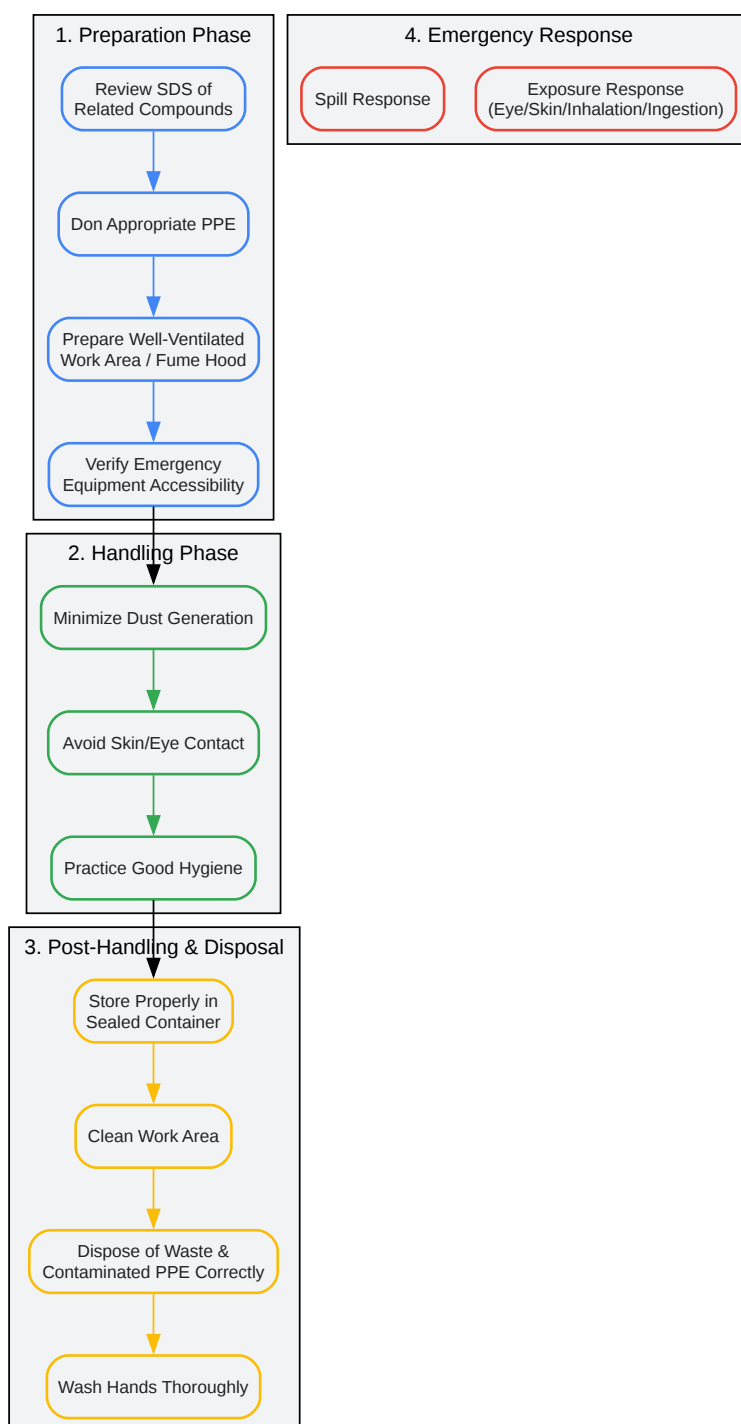 1. Preparation Phase
Review SDS of
Related Compounds
Don Appropriate PPE
Prepare Well-Ventilated
Work Area / Fume Hood
Verify Emergency
Equipment Accessibility
2. Handling Phase
Minimize Dust Generation
Avoid Skin/Eye Contact
Practice Good Hygiene
3. Post-Handling & Disposal
Store Properly in
Sealed Container
Clean Work Area
Dispose of Waste &
Contaminated PPE Correctly
Wash Hands Thoroughly
4. Emergency Response
Spill Response
Exposure Response
(Eye/Skin/Inhalation/Ingestion)